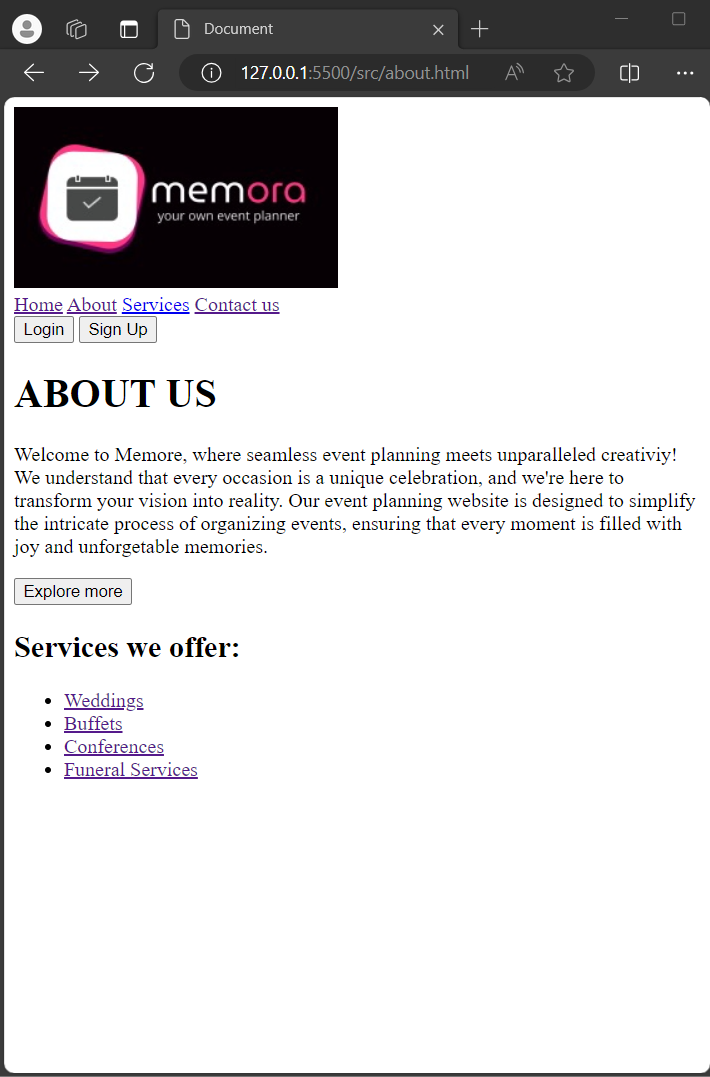 Document
127.0.0.1:5500/src/about.html
memora
your own event planner
Home About Services Contact us
Login Sign Up
ABOUT US
Welcome to Memore, where seamless event planning meets unparalleled creativiy!
We understand that every occasion is a unique celebration, and we're here to
transform your vision into reality. Our event planning website is designed to simplify
the intricate process of organizing events, ensuring that every moment is filled with
joy and unforgetable memories.
Explore more
Services we offer:
Weddings
Buffets
Conferences
Funeral Services